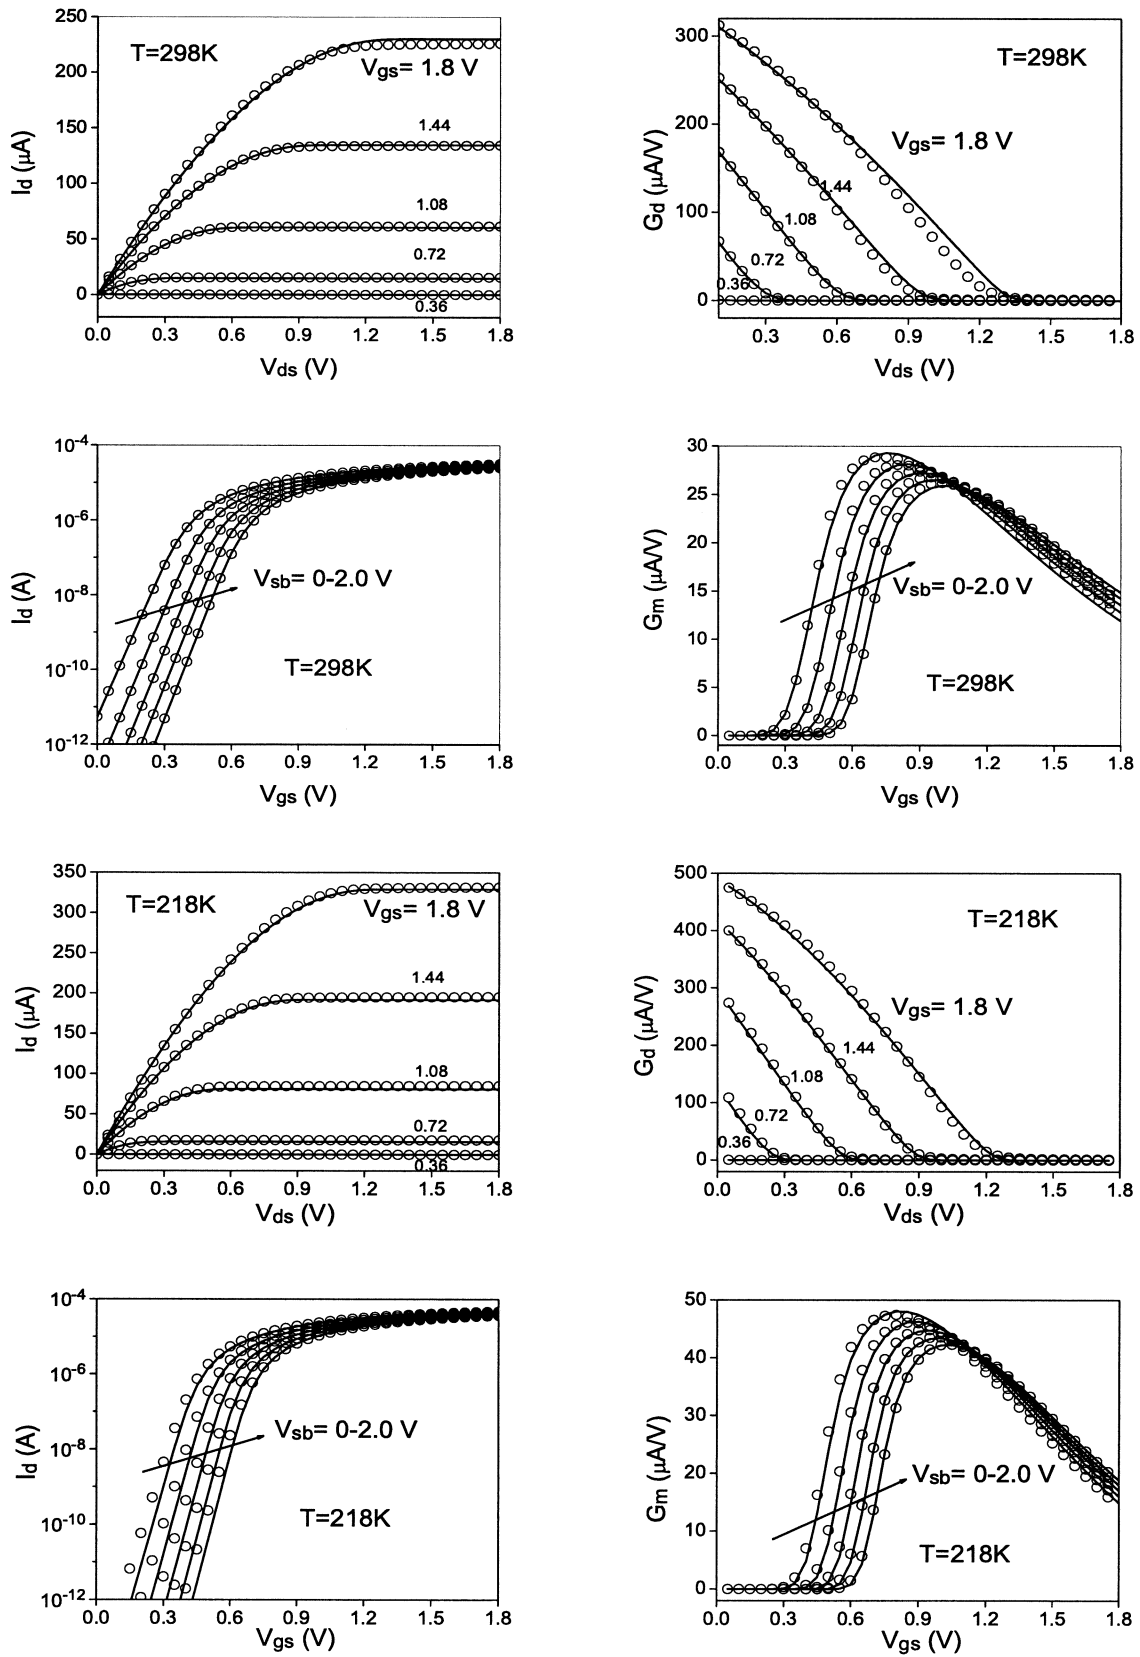 250
200
150
100
50
0
T=298K
Vgs= 1.8 V
1.44
1.08
0.72
0.36
0.0 0.3 0.6 0.9 1.2 1.5 1.8
Id (μA)
Vds (V)
300
200
100
0
T=298K
Vgs= 1.8 V
1.44
1.08
0.72
0.36
0.3 0.6 0.9 1.2 1.5 1.8
Gd (μA/V)
Vds (V)
10-4
10-6
10-8
10-10
10-12
Vsb= 0-2.0 V
T=298K
0.0 0.3 0.6 0.9 1.2 1.5 1.8
Id (A)
Vgs (V)
30
25
20
15
10
5
0
Vsb= 0-2.0 V
T=298K
0.0 0.3 0.6 0.9 1.2 1.5 1.8
Gm (μA/V)
Vgs (V)
350
300
250
200
150
100
50
0
T=218K
Vgs= 1.8 V
1.44
1.08
0.72
0.36
0.0 0.3 0.6 0.9 1.2 1.5 1.8
Id (μA)
Vds (V)
500
400
300
200
100
0
T=218K
Vgs= 1.8 V
1.44
1.08
0.72
0.36
0.0 0.3 0.6 0.9 1.2 1.5 1.8
Gd (μA/V)
Vds (V)
10-4
10-6
10-8
10-10
10-12
Vsb= 0-2.0 V
T=218K
0.0 0.3 0.6 0.9 1.2 1.5 1.8
Id (A)
Vgs (V)
50
40
30
20
10
0
Vsb= 0-2.0 V
T=218K
0.0 0.3 0.6 0.9 1.2 1.5 1.8
Gm (μA/V)
Vgs (V)